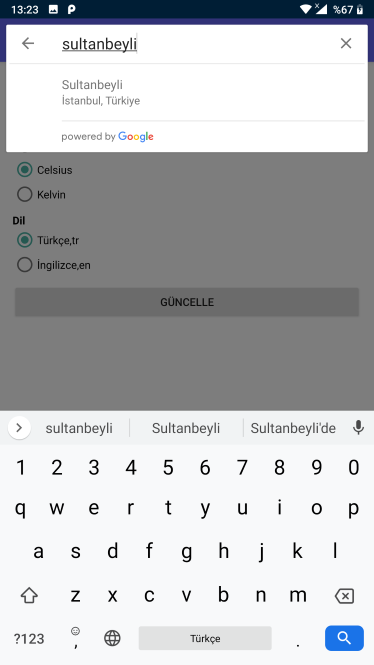 13:23 %67
sultanbeyli
Sultanbeyli
İstanbul, Türkiye
powered by Google
Celsius
Kelvin
Dil
Türkçe,tr
İngilizce,en
GÜNCELLE
sultanbeyli Sultanbeyli Sultanbeyli'de
1 2 3 4 5 6 7 8 9 0
q w e r t y u i o p
a s d f g h j k l
z x c v b n m
?123 , Türkçe .